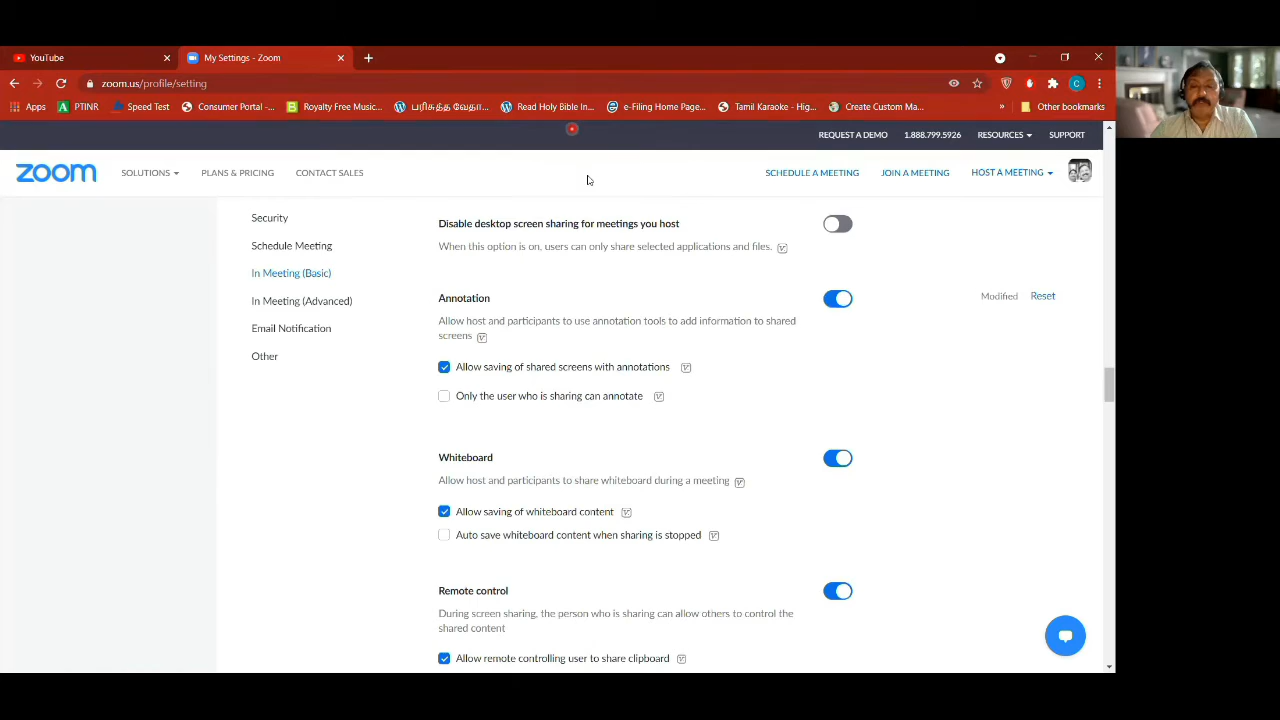 YouTube
My Settings - Zoom
zoom.us/profile/setting
Apps
PTINR
Speed Test
Consumer Portal -...
Royalty Free Music...
பரிசுத்த வேதா...
Read Holy Bible In...
e-Filing Home Page...
Tamil Karaoke - Hig...
Create Custom Ma...
»
Other bookmarks
REQUEST A DEMO
1.888.799.5926
RESOURCES
SUPPORT
zoom
SOLUTIONS
PLANS & PRICING
CONTACT SALES
SCHEDULE A MEETING
JOIN A MEETING
HOST A MEETING
Security
Schedule Meeting
In Meeting (Basic)
In Meeting (Advanced)
Email Notification
Other
Disable desktop screen sharing for meetings you host
When this option is on, users can only share selected applications and files.
Annotation
Modified Reset
Allow host and participants to use annotation tools to add information to shared
screens
Allow saving of shared screens with annotations
Only the user who is sharing can annotate
Whiteboard
Allow host and participants to share whiteboard during a meeting
Allow saving of whiteboard content
Auto save whiteboard content when sharing is stopped
Remote control
During screen sharing, the person who is sharing can allow others to control the
shared content
Allow remote controlling user to share clipboard